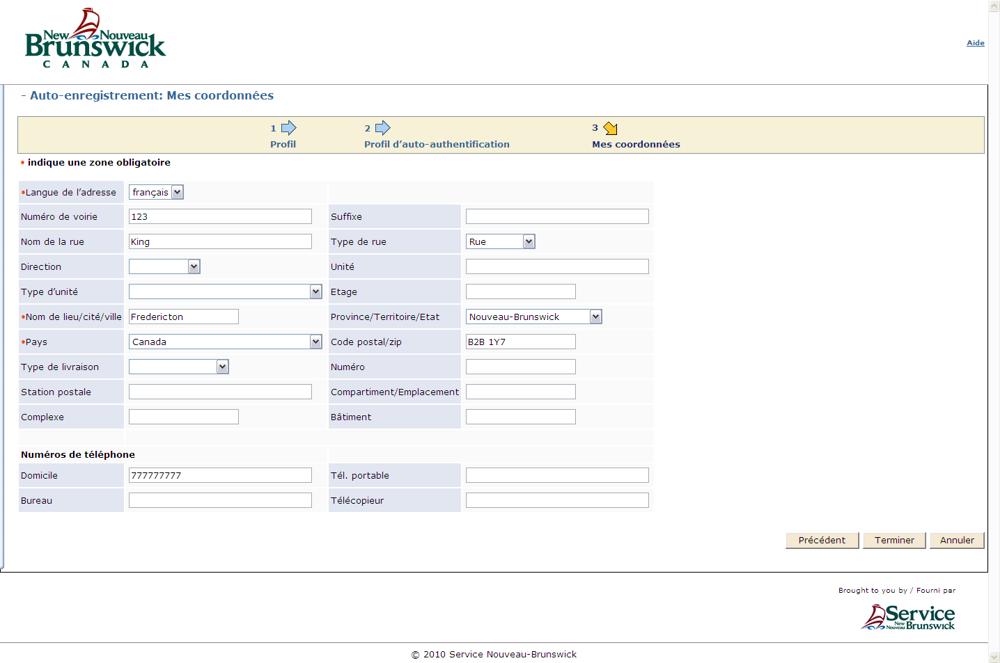 New Nouveau
Brunswick
CANADA
Aide
- Auto-enregistrement: Mes coordonnées
1
Profil
2
Profil d'auto-authentification
3
Mes coordonnées
• indique une zone obligatoire
•Langue de l'adresse français
Numéro de voirie 123 Suffixe
Nom de la rue King Type de rue Rue
Direction Unité
Type d'unité Etage
•Nom de lieu/cité/ville Fredericton Province/Territoire/Etat Nouveau-Brunswick
•Pays Canada Code postal/zip B2B 1Y7
Type de livraison Numéro
Station postale Compartiment/Emplacement
Complexe Bâtiment
Numéros de téléphone
Domicile 777777777 Tél. portable
Bureau Télécopieur
Précédent Terminer Annuler
Brought to you by / Fourni par
Service
New Nouveau Brunswick
© 2010 Service Nouveau-Brunswick